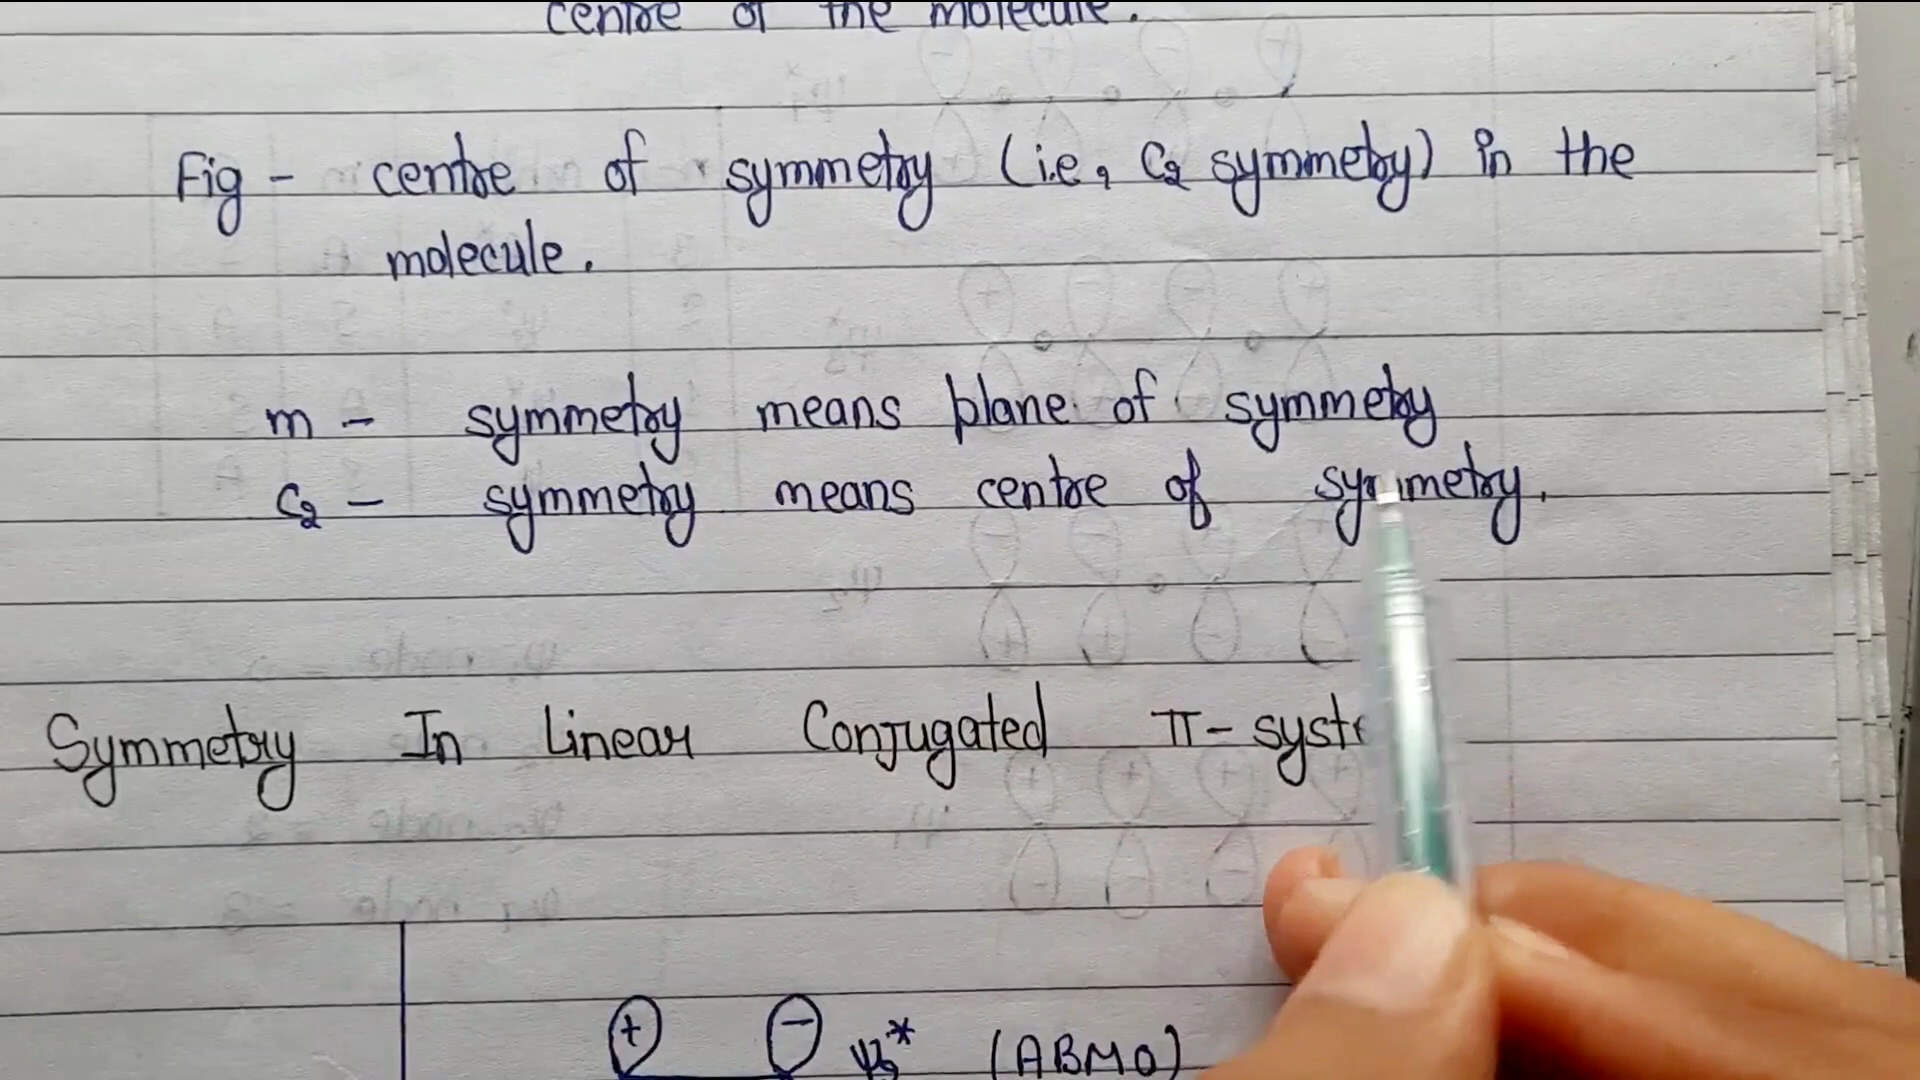 centre of the molecule.
Fig - centre of symmetry (i.e, C₂ symmetry) in the
molecule.
m - symmetry means plane of symmetry
C₂ - symmetry means centre of symmetry.
Symmetry In Linear Conjugated π-
+ - ψ₂* (ABMO)